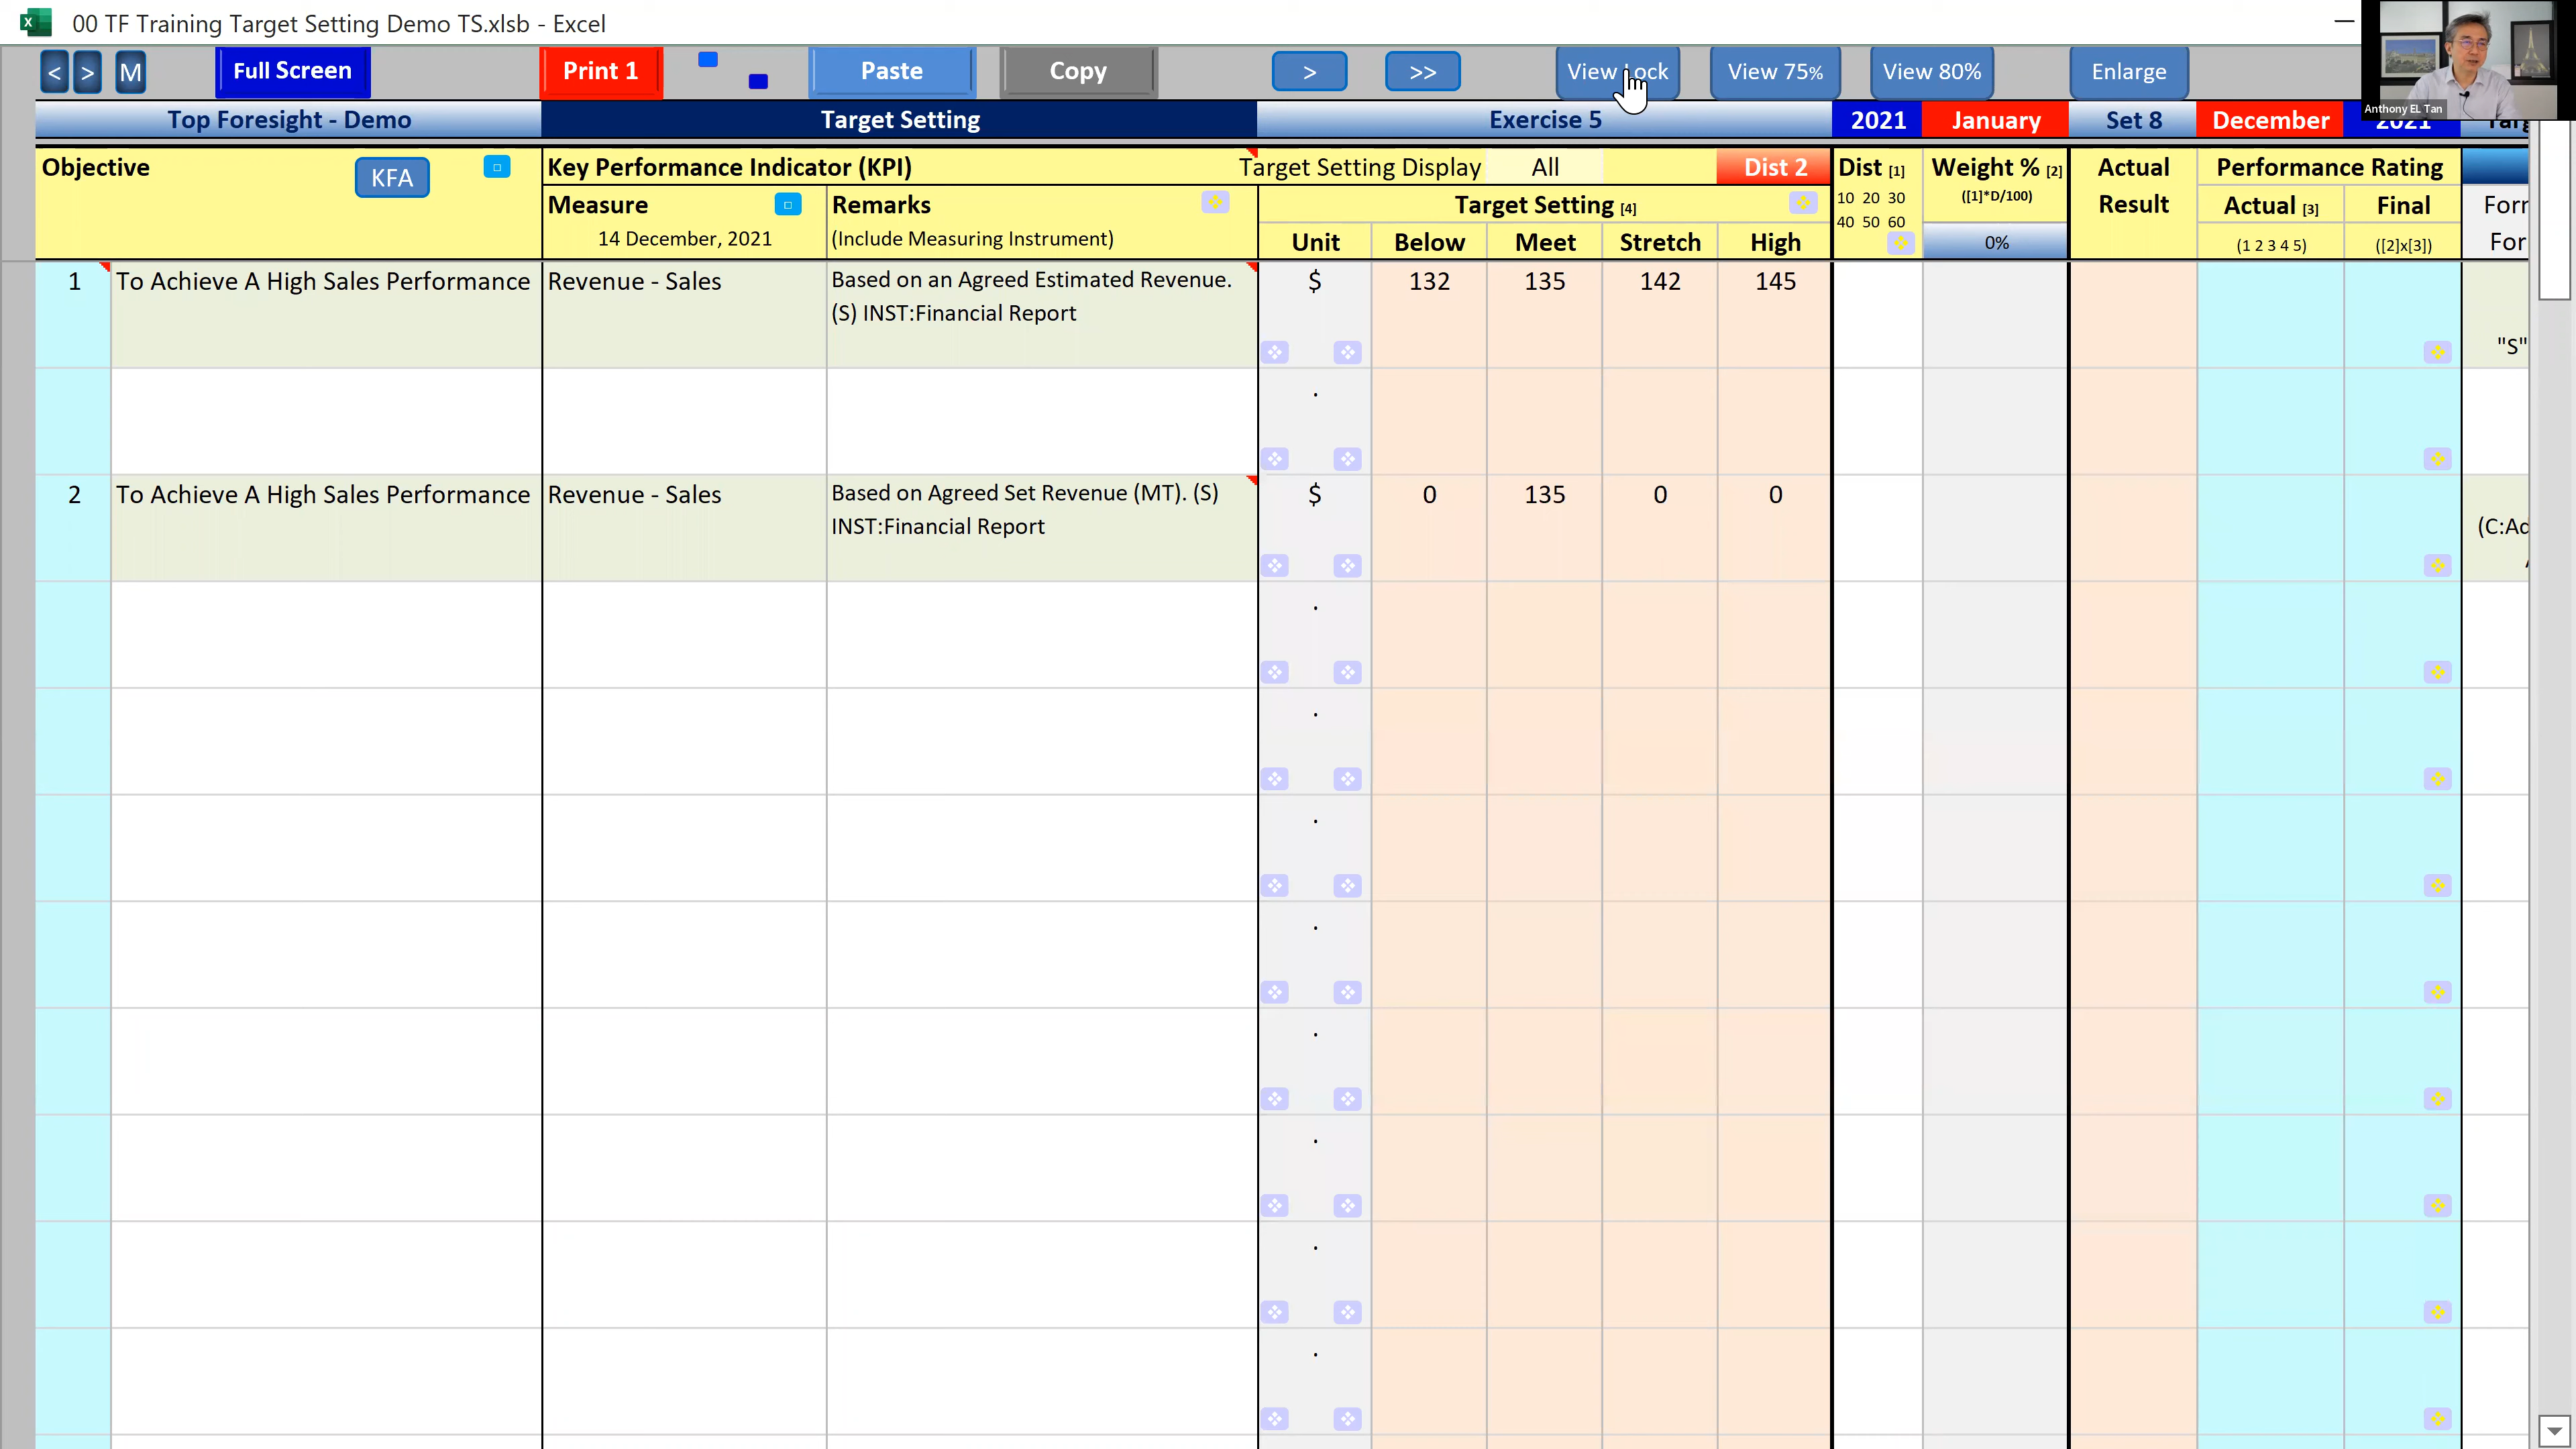 00 TF Training Target Setting Demo TS.xlsb - Excel
< > M Full Screen Print 1 Paste Copy > >> View Lock View 75% View 80% Enlarge
Anthony EL Tan
Top Foresight - Demo Target Setting Exercise 5 2021 January Set 8 December 2021
Objective KFA Key Performance Indicator (KPI) Target Setting Display All Dist 2 Dist [1] Weight % [2] Actual Performance Rating
10 20 30 ([1]*D/100)
Measure Remarks Target Setting [4] Result Actual [3] Final
40 50 60
14 December, 2021 (Include Measuring Instrument) Unit Below Meet Stretch High 0% (1 2 3 4 5) ([2]x[3])
1 To Achieve A High Sales Performance Revenue - Sales Based on an Agreed Estimated Revenue. $ 132 135 142 145
(S) INST:Financial Report
"S"
2 To Achieve A High Sales Performance Revenue - Sales Based on Agreed Set Revenue (MT). (S) $ 0 135 0 0
INST:Financial Report